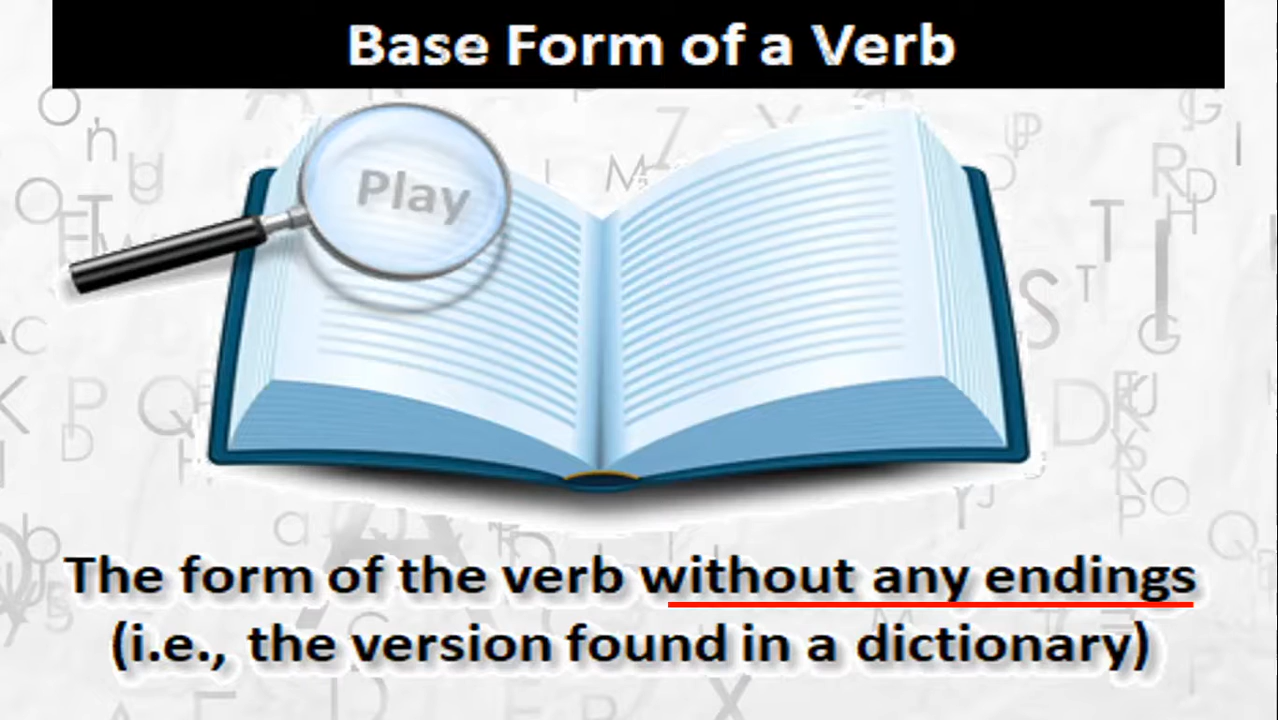 Base Form of a Verb
Play
The form of the verb without any endings
(i.e., the version found in a dictionary)